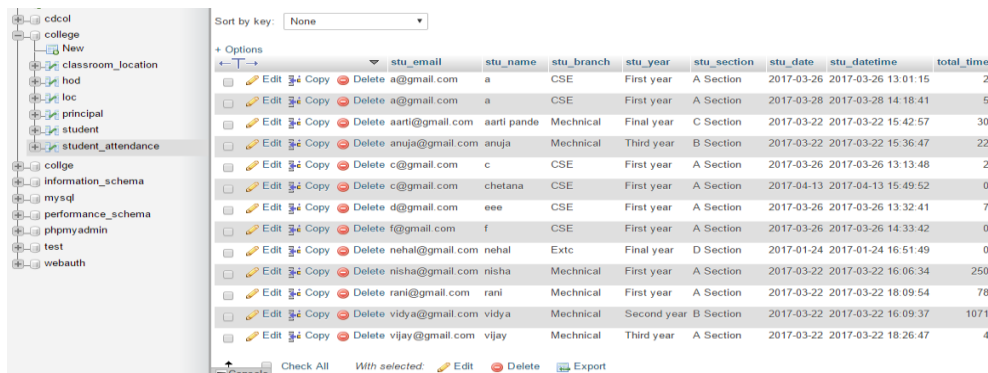 cdcol
college
New
classroom_location
hod
loc
principal
student
student_attendance
collge
information_schema
mysql
performance_schema
phpmyadmin
test
webauth
Sort by key: None
+ Options
stu_email stu_name stu_branch stu_year stu_section stu_date stu_datetime total_time
Edit Copy Delete a@gmail.com a CSE First year A Section 2017-03-26 2017-03-26 13:01:15 2
Edit Copy Delete a@gmail.com a CSE First year A Section 2017-03-28 2017-03-28 14:18:41 5
Edit Copy Delete aarti@gmail.com aarti pande Mechnical Final year C Section 2017-03-22 2017-03-22 15:42:57 30
Edit Copy Delete anuja@gmail.com anuja Mechnical Third year B Section 2017-03-22 2017-03-22 15:36:47 22
Edit Copy Delete c@gmail.com c CSE First year A Section 2017-03-26 2017-03-26 13:13:48 2
Edit Copy Delete c@gmail.com chetana CSE First year A Section 2017-04-13 2017-04-13 15:49:52 0
Edit Copy Delete d@gmail.com eee CSE First year A Section 2017-03-26 2017-03-26 13:32:41 7
Edit Copy Delete f@gmail.com f CSE First year A Section 2017-03-26 2017-03-26 14:33:42 0
Edit Copy Delete nehal@gmail.com nehal Extc Final year D Section 2017-01-24 2017-01-24 16:51:49 0
Edit Copy Delete nisha@gmail.com nisha Mechnical First year A Section 2017-03-22 2017-03-22 16:06:34 250
Edit Copy Delete rani@gmail.com rani Mechnical First year A Section 2017-03-22 2017-03-22 18:09:54 78
Edit Copy Delete vidya@gmail.com vidya Mechnical Second year B Section 2017-03-22 2017-03-22 16:09:37 1071
Edit Copy Delete vijay@gmail.com vijay Mechnical Third year A Section 2017-03-22 2017-03-22 18:26:47 4
Check All With selected: Edit Delete Export